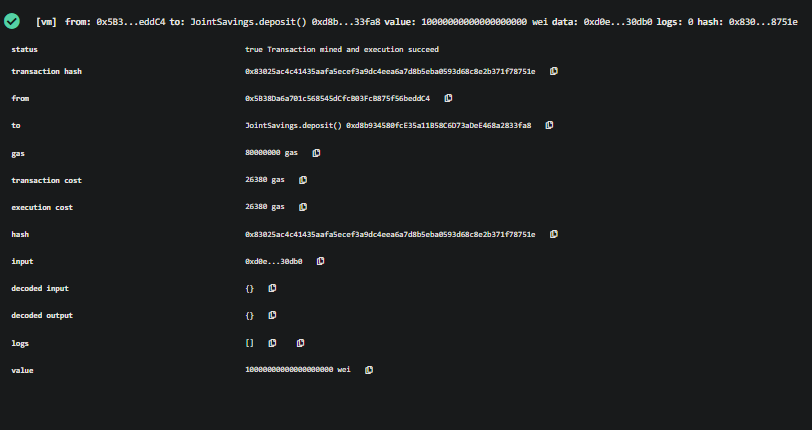 [vm] from: 0x5B3...eddC4 to: JointSavings.deposit() 0xd8b...33fa8 value: 10000000000000000000 wei data: 0xd0e...30db0 logs: 0 hash: 0x830...8751e
status true Transaction mined and execution succeed
transaction hash 0x83025ac4c41435aafa5ecef3a9dc4eea6a7d8b5eba0593d68c8e2b371f78751e
from 0x5B38Da6a701c568545dCfcB03FcB875f56beddC4
to JointSavings.deposit() 0xd8b934580fcE35a11B58C6D73aDeE468a2833fa8
gas 80000000 gas
transaction cost 26380 gas
execution cost 26380 gas
hash 0x83025ac4c41435aafa5ecef3a9dc4eea6a7d8b5eba0593d68c8e2b371f78751e
input 0xd0e...30db0
decoded input {}
decoded output {}
logs []
value 10000000000000000000 wei